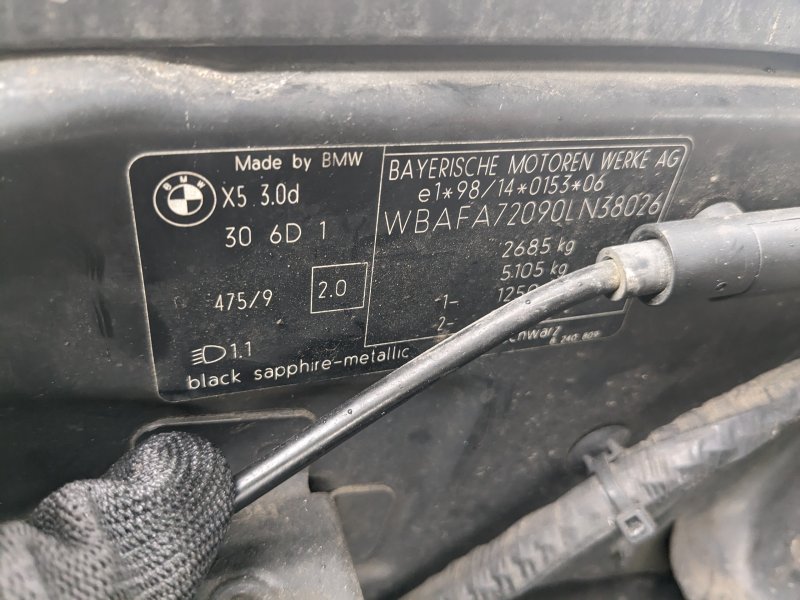 Made by BMW
BMW
X5 3.0d
30 6D 1
475/9
2.0
1.1
black sapphire-metallic
BAYERISCHE MOTOREN WERKE AG
e1*98/14*0153*06
WBAFA72090LN38026
2685 kg
5105 kg
-1-
2-